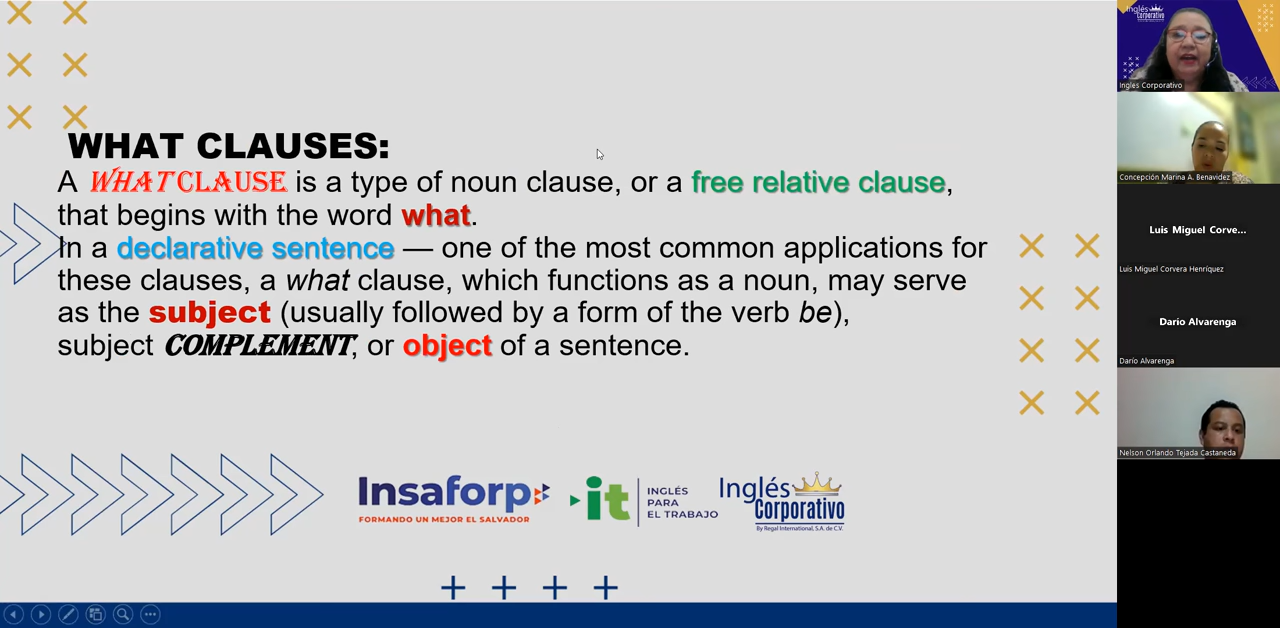 WHAT CLAUSES:
A WHAT CLAUSE is a type of noun clause, or a free relative clause,
that begins with the word what.
In a declarative sentence — one of the most common applications for
these clauses, a what clause, which functions as a noun, may serve
as the subject (usually followed by a form of the verb be),
subject COMPLEMENT, or object of a sentence.
Insaforp
FORMANDO UN MEJOR EL SALVADOR
it
INGLÉS
PARA
EL TRABAJO
Inglés
Corporativo
By Regal International, S.A. de C.V.
Inglés
Corporativo
Ingles Corporativo
Concepción Marina A. Benavidez
Luis Miguel Corve...
Luis Miguel Corvera Henríquez
Dario Alvarenga
Darío Alvarenga
Nelson Orlando Tejada Castaneda